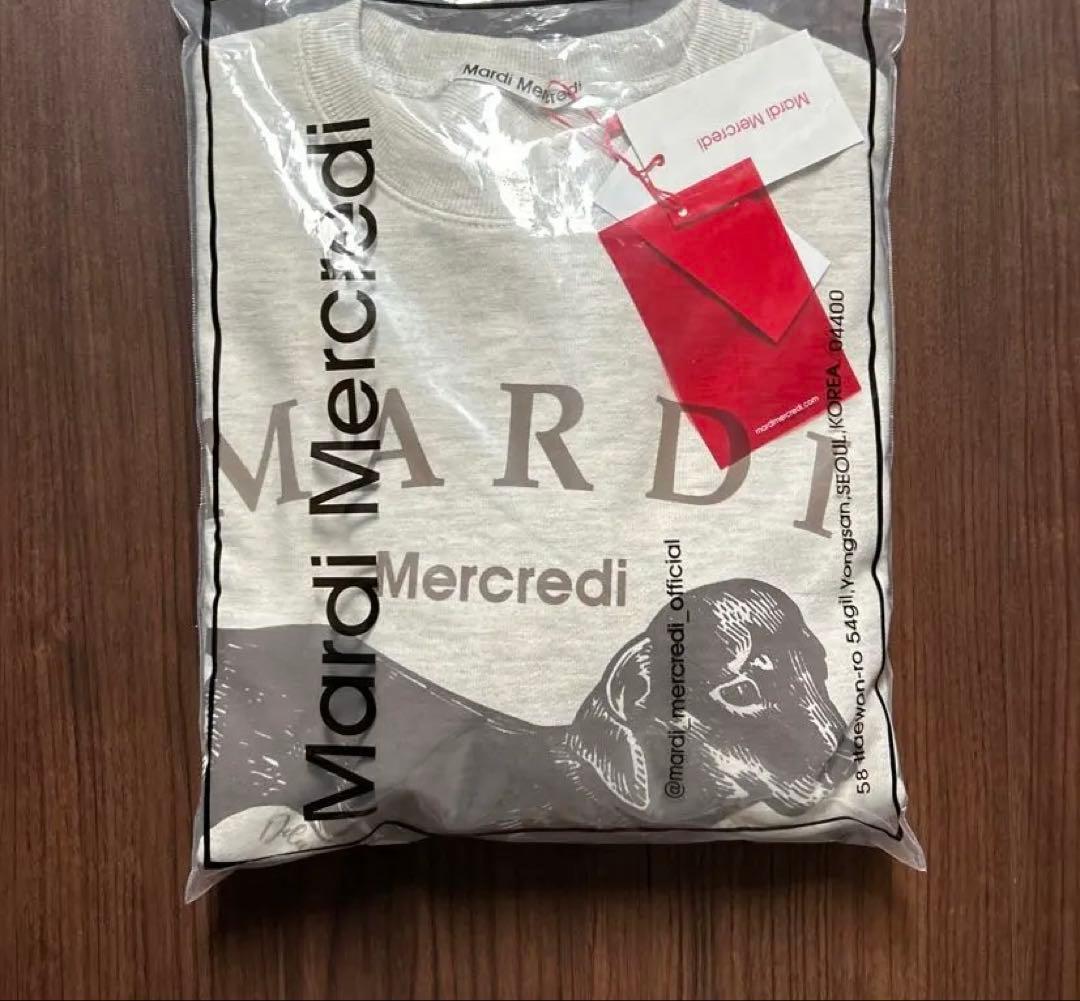 Mardi Mercredi
Mardi Mercredi
Mardi Mercredi
mardimercredi.com
MARDI
Mercredi
@mardi_mercredi_official
58 Itaewon-ro 54gil,Yongsan,SEOUL,KOREA 04400